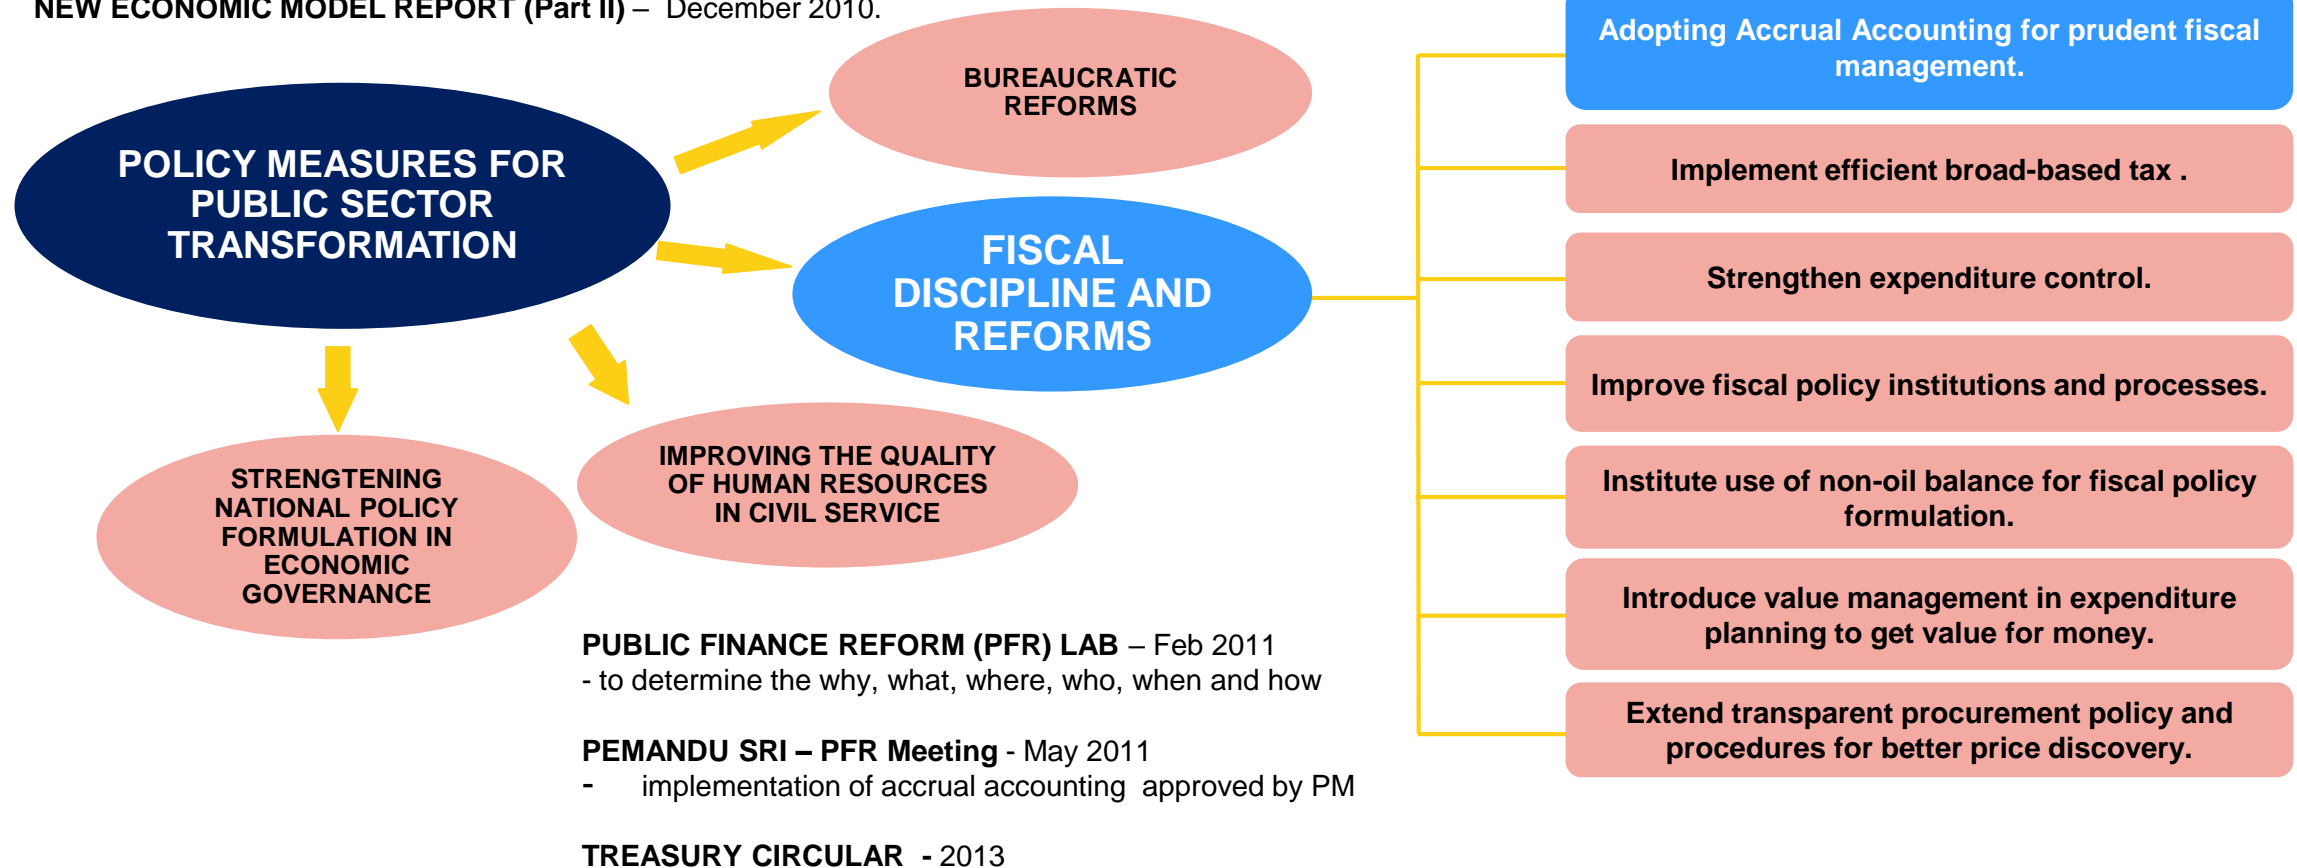 NEW ECONOMIC MODEL REPORT (Part II) – December 2010.
POLICY MEASURES FOR
PUBLIC SECTOR
TRANSFORMATION
BUREAUCRATIC
REFORMS
FISCAL
DISCIPLINE AND
REFORMS
IMPROVING THE QUALITY
OF HUMAN RESOURCES
IN CIVIL SERVICE
STRENGTENING
NATIONAL POLICY
FORMULATION IN
ECONOMIC
GOVERNANCE
Adopting Accrual Accounting for prudent fiscal
management.
Implement efficient broad-based tax .
Strengthen expenditure control.
Improve fiscal policy institutions and processes.
Institute use of non-oil balance for fiscal policy
formulation.
Introduce value management in expenditure
planning to get value for money.
Extend transparent procurement policy and
procedures for better price discovery.
PUBLIC FINANCE REFORM (PFR) LAB – Feb 2011
- to determine the why, what, where, who, when and how
PEMANDU SRI – PFR Meeting - May 2011
- implementation of accrual accounting approved by PM
TREASURY CIRCULAR - 2013